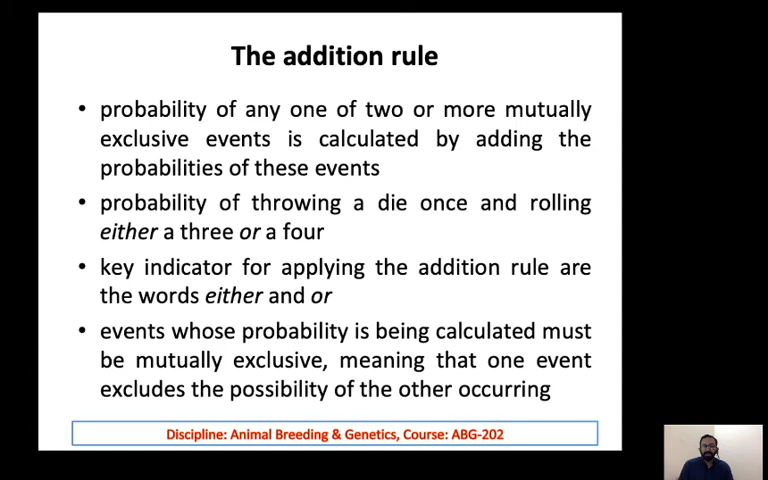 The addition rule
• probability of any one of two or more mutually
exclusive events is calculated by adding the
probabilities of these events
• probability of throwing a die once and rolling
either a three or a four
• key indicator for applying the addition rule are
the words either and or
• events whose probability is being calculated must
be mutually exclusive, meaning that one event
excludes the possibility of the other occurring
Discipline: Animal Breeding & Genetics, Course: ABG-202